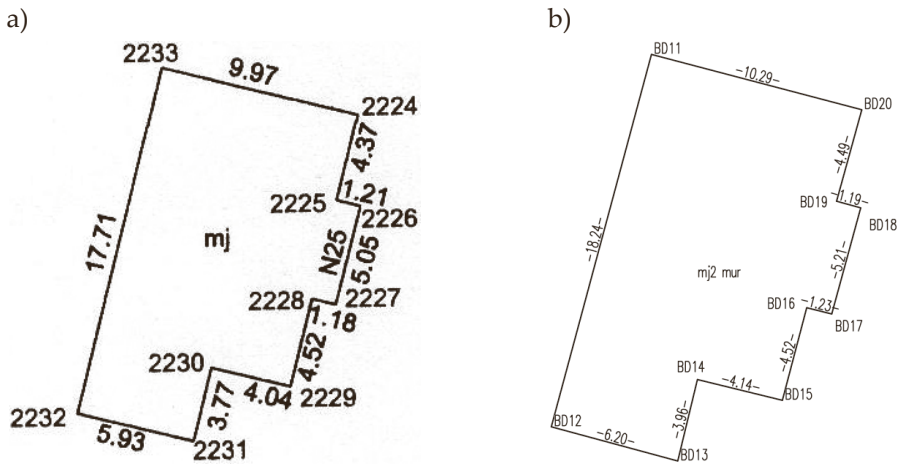 a)
2233
9.97
2224
4.37
1.21
2225
2226
17.71
mj
N25
5.05
2228
2227
1.18
4.52
2230
4.04
2229
3.77
2232
5.93
2231
b)
BD11
-10.29-
BD20
-4.49-
BD19
-1.19-
BD18
-18.24-
-5.21-
mj2 mur
BD16
-1.23-
BD17
-4.52-
BD14
-4.14-
BD15
-3.96-
BD12
-6.20-
BD13